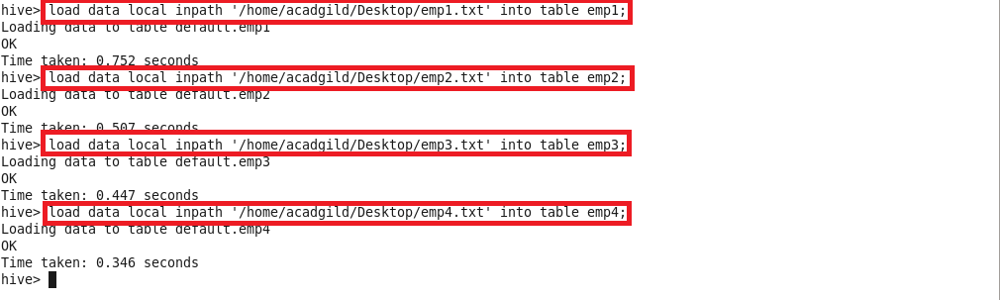 hive> load data local inpath '/home/acadgild/Desktop/emp1.txt' into table emp1;
Loading data to table default.emp1
OK
Time taken: 0.752 seconds
hive> load data local inpath '/home/acadgild/Desktop/emp2.txt' into table emp2;
Loading data to table default.emp2
OK
Time taken: 0.507 seconds
hive> load data local inpath '/home/acadgild/Desktop/emp3.txt' into table emp3;
Loading data to table default.emp3
OK
Time taken: 0.447 seconds
hive> load data local inpath '/home/acadgild/Desktop/emp4.txt' into table emp4;
Loading data to table default.emp4
OK
Time taken: 0.346 seconds
hive>